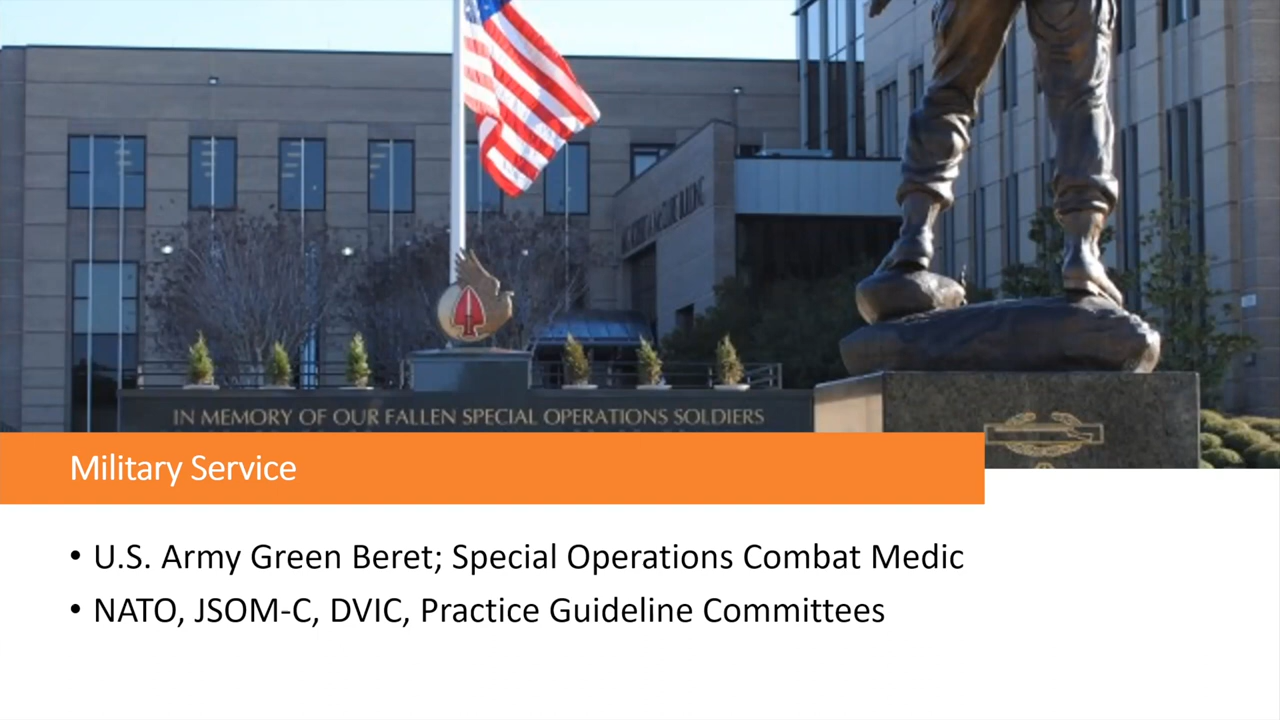 IN MEMORY OF OUR FALLEN SPECIAL OPERATIONS SOLDIERS
Military Service
• U.S. Army Green Beret; Special Operations Combat Medic
• NATO, JSOM-C, DVIC, Practice Guideline Committees